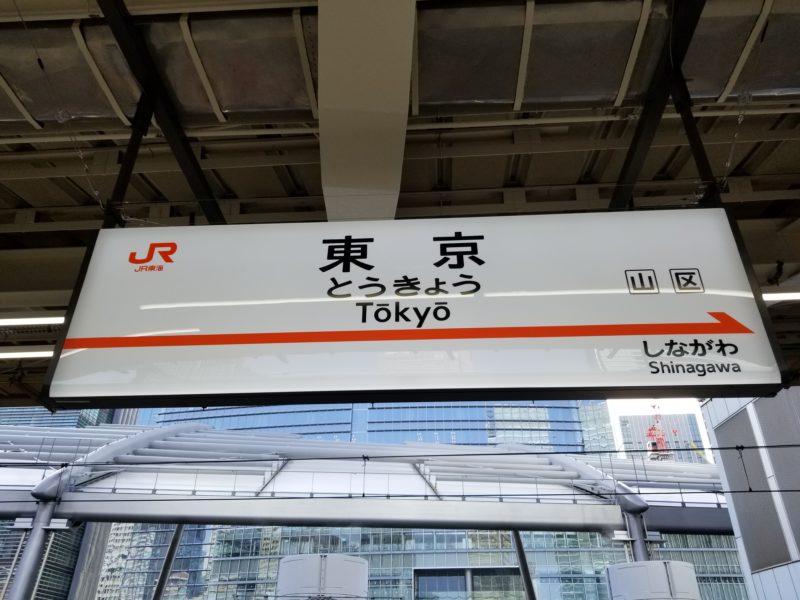 JR
JR東海
東京
とうきょう
Tōkyō
山区
しながわ
Shinagawa